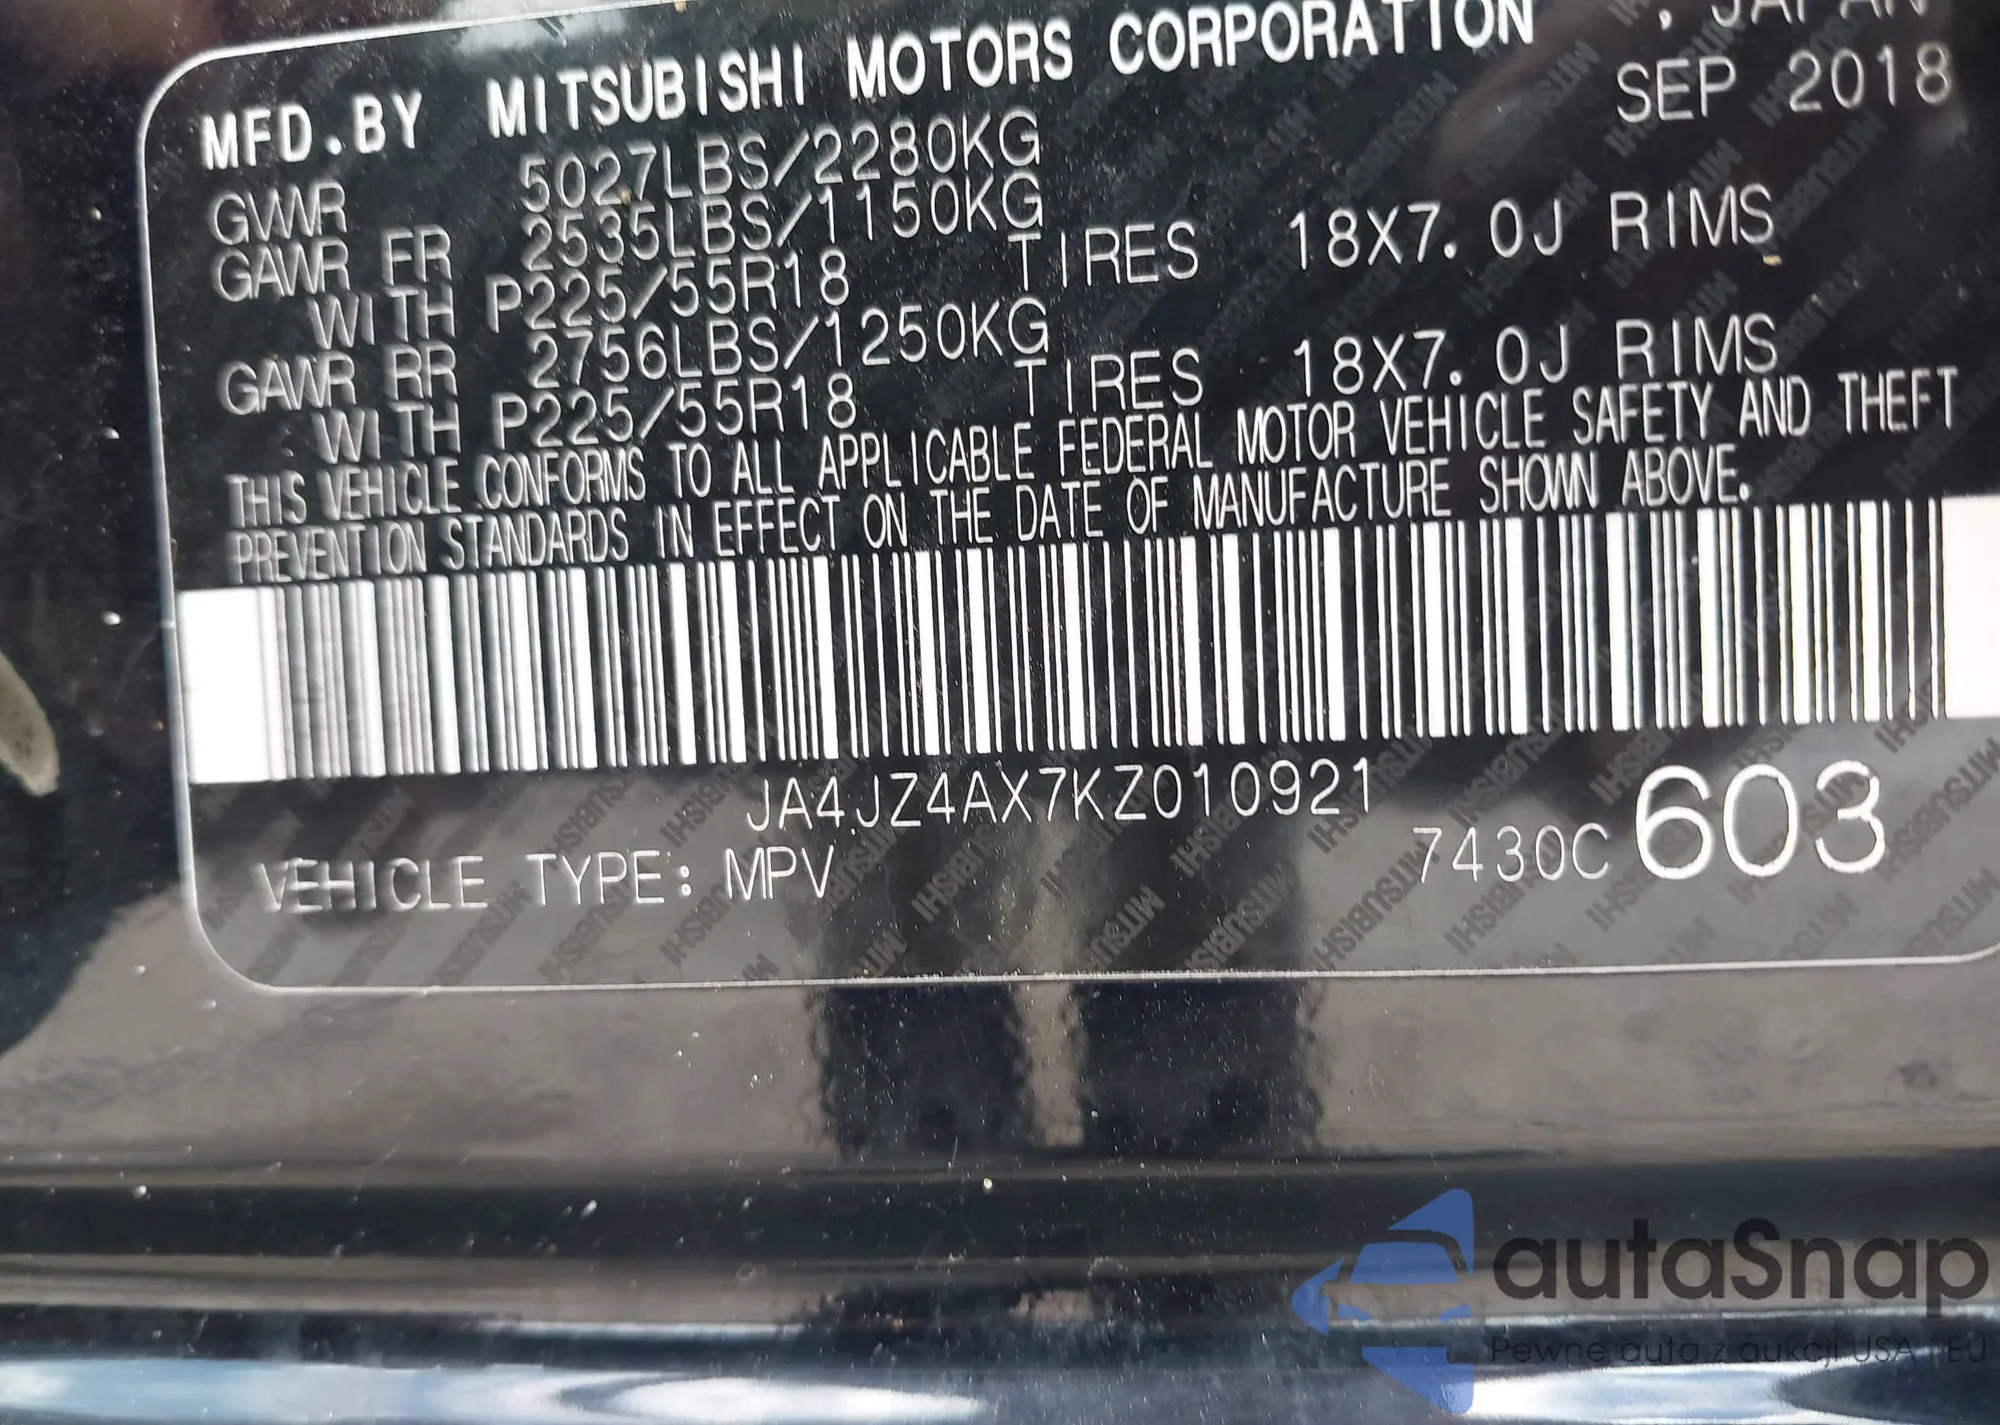 MFD.BY MITSUBISHI MOTORS CORPORATION , JAPAN
SEP 2018
GVWR 5027LBS/2280KG
GAWR FR 2535LBS/1150KG
WITH P225/55R18 TIRES 18X7.0J RIMS
GAWR RR 2756LBS/1250KG
WITH P225/55R18 TIRES 18X7.0J RIMS
THIS VEHICLE CONFORMS TO ALL APPLICABLE FEDERAL MOTOR VEHICLE SAFETY AND THEFT
PREVENTION STANDARDS IN EFFECT ON THE DATE OF MANUFACTURE SHOWN ABOVE.
JA4JZ4AX7KZ010921
VEHICLE TYPE: MPV 7430C 603
autoSnap
Pewne auta z aukcji USA i EU